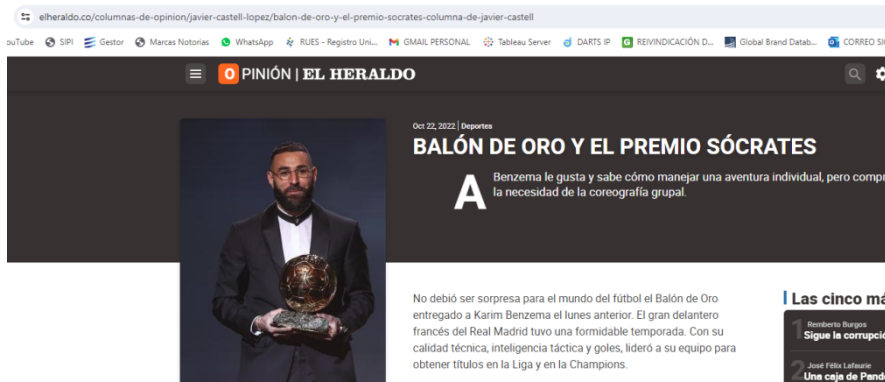 elheraldo.co/columnas-de-opinion/javier-castell-lopez/balon-de-oro-y-el-premio-socrates-columna-de-javier-castell
SIPI Gestor Marcas Notorias WhatsApp RUES - Registro Uni... GMAIL PERSONAL Tableau Server DARTS IP REIVINDICACIÓN D... Global Brand Datab... CORREO
OPINIÓN | EL HERALDO
Oct 22, 2022 | Deportes
BALÓN DE ORO Y EL PREMIO SÓCRATES
A Benzema le gusta y sabe cómo manejar una aventura individual, pero
la necesidad de la coreografía grupal.
No debió ser sorpresa para el mundo del fútbol el Balón de Oro
entregado a Karim Benzema el lunes anterior. El gran delantero
francés del Real Madrid tuvo una formidable temporada. Con su
calidad técnica, inteligencia táctica y goles, lideró a su equipo para
obtener títulos en la Liga y en la Champions.
Las cinco
1 Remberto Burgos
Sigue la
2 José Félix Lafaurie
Una caja de